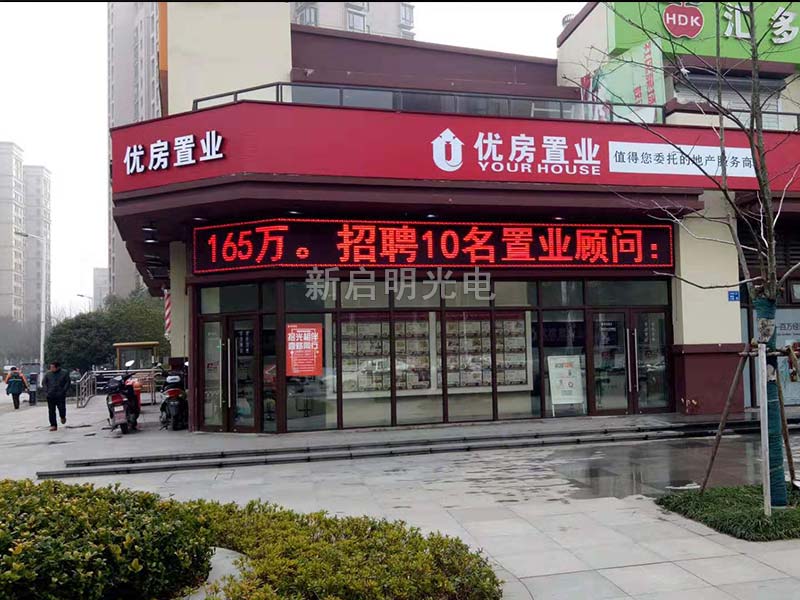 HDK
汇多
优房置业
优房置业
YOUR HOUSE
值得您委托的地产服务商
165万。招聘10名置业顾问：
新启明光电